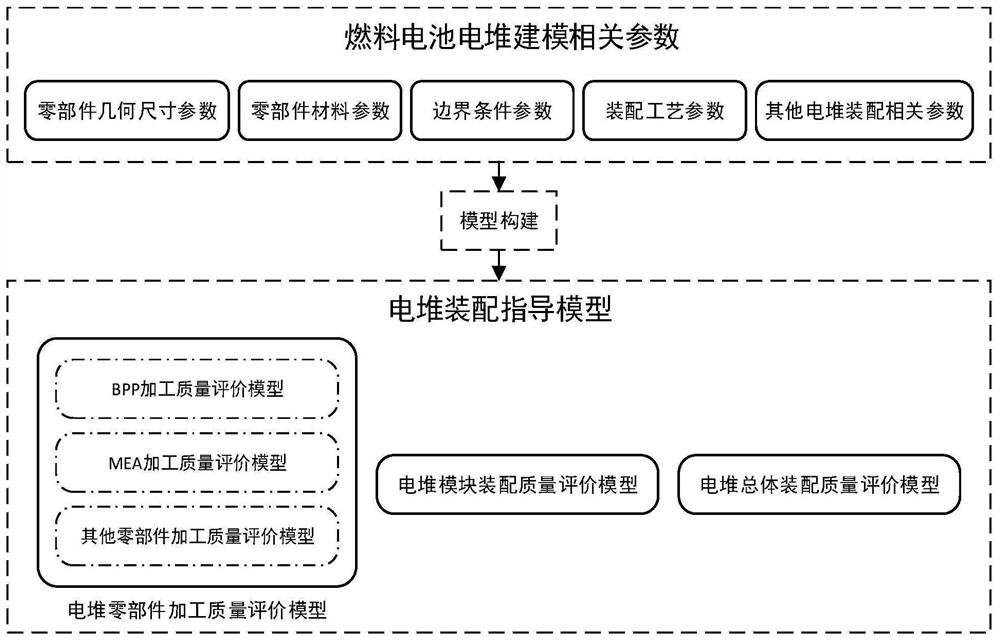 燃料电池电堆建模相关参数
零部件几何尺寸参数
零部件材料参数
边界条件参数
装配工艺参数
其他电堆装配相关参数
模型构建
电堆装配指导模型
BPP加工质量评价模型
MEA加工质量评价模型
其他零部件加工质量评价模型
电堆零部件加工质量评价模型
电堆模块装配质量评价模型
电堆总体装配质量评价模型